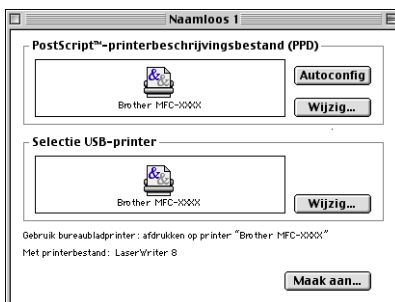 Naamloos 1
PostScript™-printerbeschrijvingsbestand (PPD)
Brother MFC-XXXX
Autoconfig
Wijzig...
Selectie USB-printer
Brother MFC-XXXX
Wijzig...
Gebruik bureaubladprinter: afdrukken op printer "Brother MFC-XXXX"
Met printerbestand: LaserWriter 8
Maak aan...